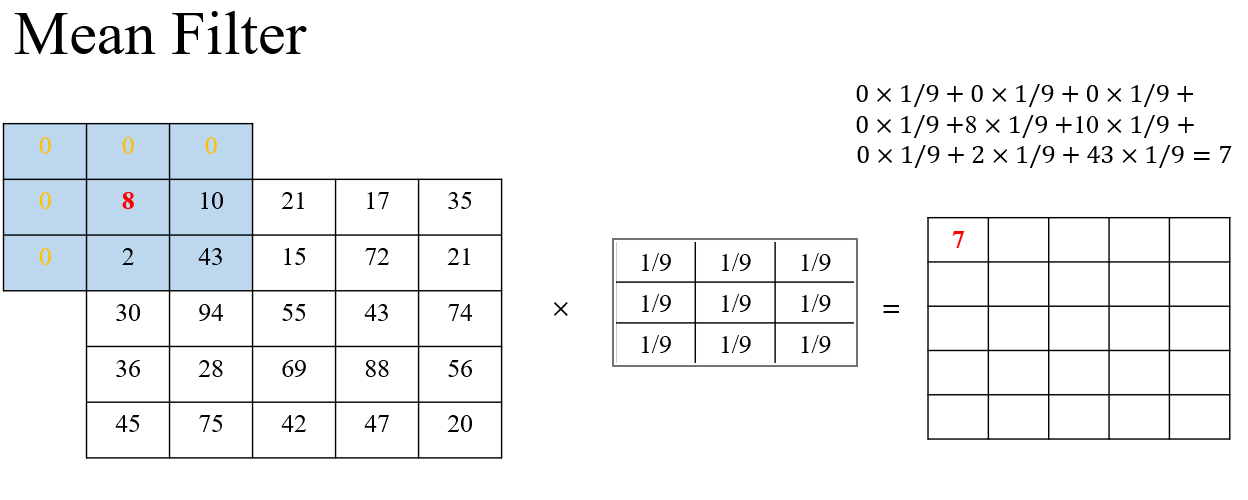 Mean Filter
0 × 1/9 + 0 × 1/9 + 0 × 1/9 +
0 × 1/9 +8 × 1/9 +10 × 1/9 +
0 × 1/9 + 2 × 1/9 + 43 × 1/9 = 7
0 0 0
0 8 10 21 17 35
0 2 43 15 72 21
30 94 55 43 74
36 28 69 88 56
45 75 42 47 20
×
1/9 1/9 1/9
1/9 1/9 1/9
1/9 1/9 1/9
=
7